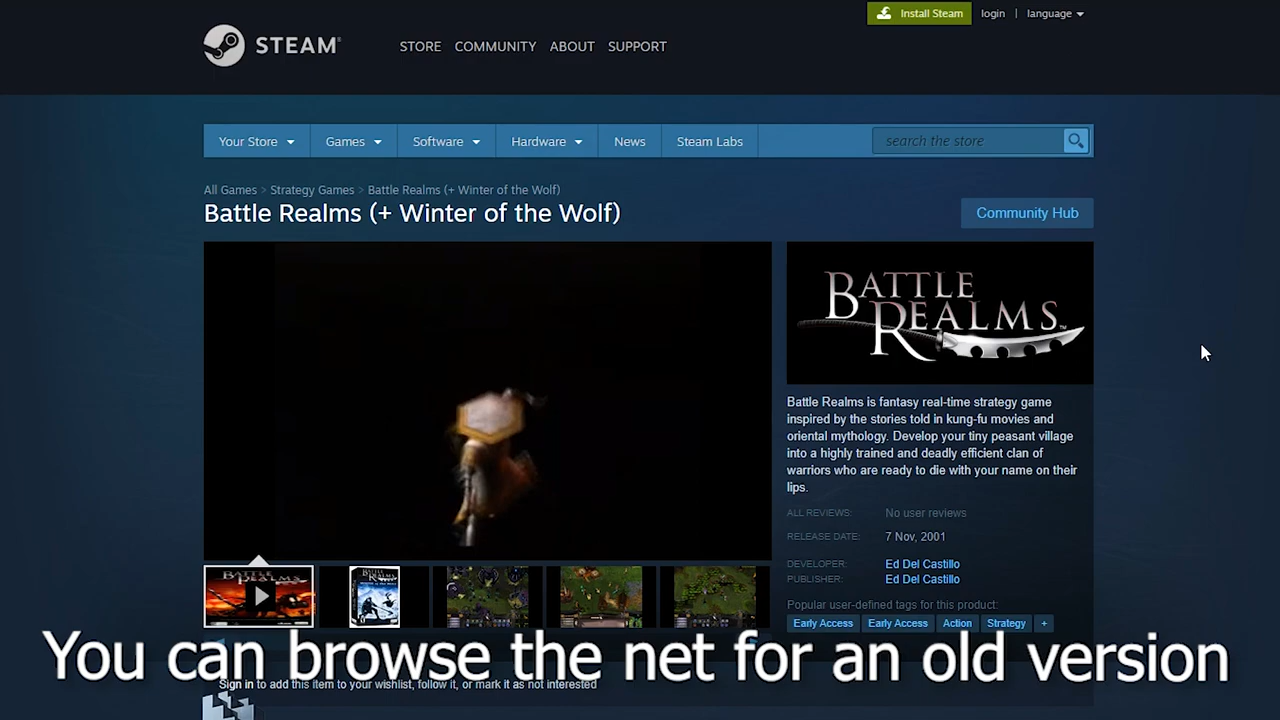 Install Steam
login
language
STEAM
STORE
COMMUNITY
ABOUT
SUPPORT
Your Store
Games
Software
Hardware
News
Steam Labs
search the store
All Games > Strategy Games > Battle Realms (+ Winter of the Wolf)
Battle Realms (+ Winter of the Wolf)
Community Hub
BATTLE
REALMS
Battle Realms is fantasy real-time strategy game
inspired by the stories told in kung-fu movies and
oriental mythology. Develop your tiny peasant village
into a highly trained and deadly efficient clan of
warriors who are ready to die with your name on their
lips.
ALL REVIEWS: No user reviews
RELEASE DATE: 7 Nov, 2001
DEVELOPER: Ed Del Castillo
PUBLISHER: Ed Del Castillo
Popular user-defined tags for this product:
Early Access
Early Access
Action
Strategy
+
BATTLE REALMS
You can browse the net for an old version
Sign in to add this item to your wishlist, follow it, or mark it as not interested